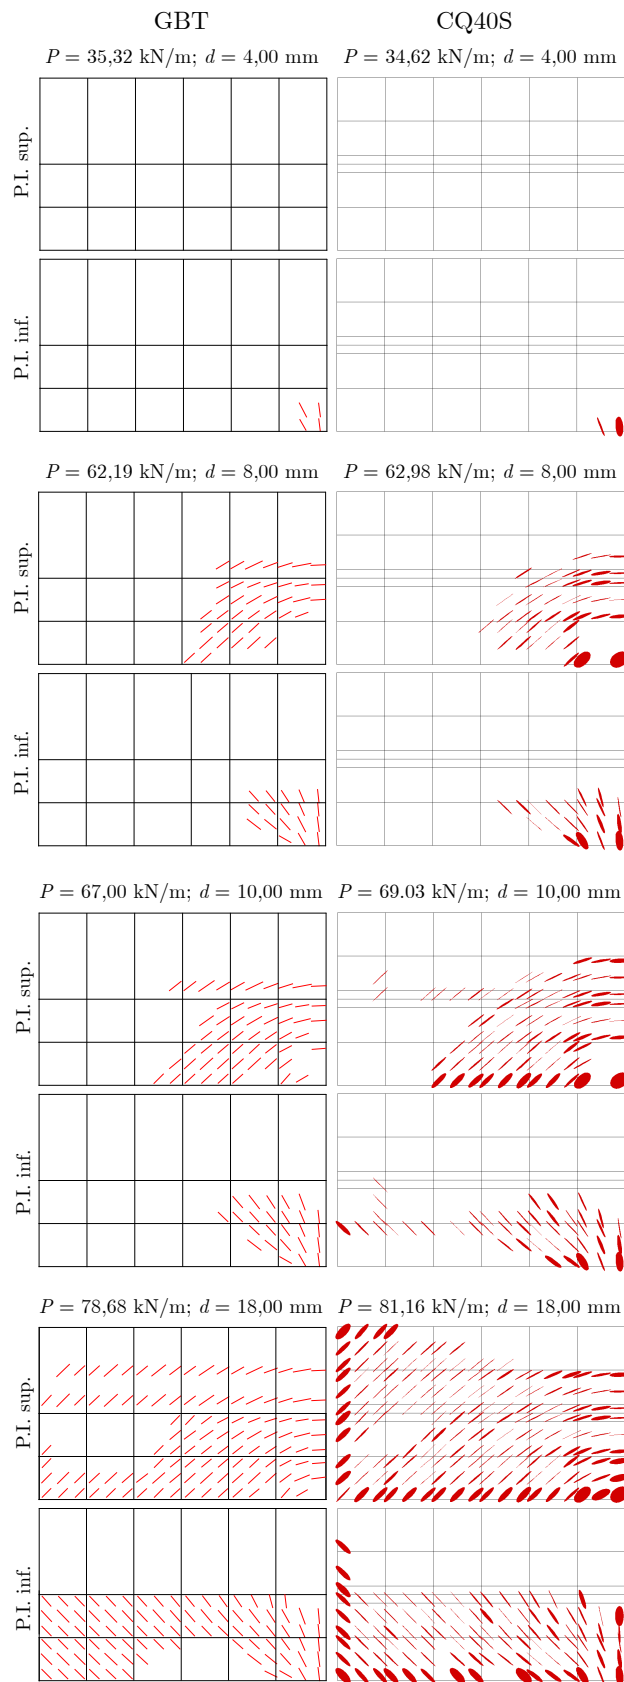 GBT CQ40S
P = 35,32 kN/m; d = 4,00 mm P = 34,62 kN/m; d = 4,00 mm
P.I. sup.
P.I. inf.
P = 62,19 kN/m; d = 8,00 mm P = 62,98 kN/m; d = 8,00 mm
P.I. sup.
P.I. inf.
P = 67,00 kN/m; d = 10,00 mm P = 69.03 kN/m; d = 10,00 mm
P.I. sup.
P.I. inf.
P = 78,68 kN/m; d = 18,00 mm P = 81,16 kN/m; d = 18,00 mm
P.I. sup.
P.I. inf.